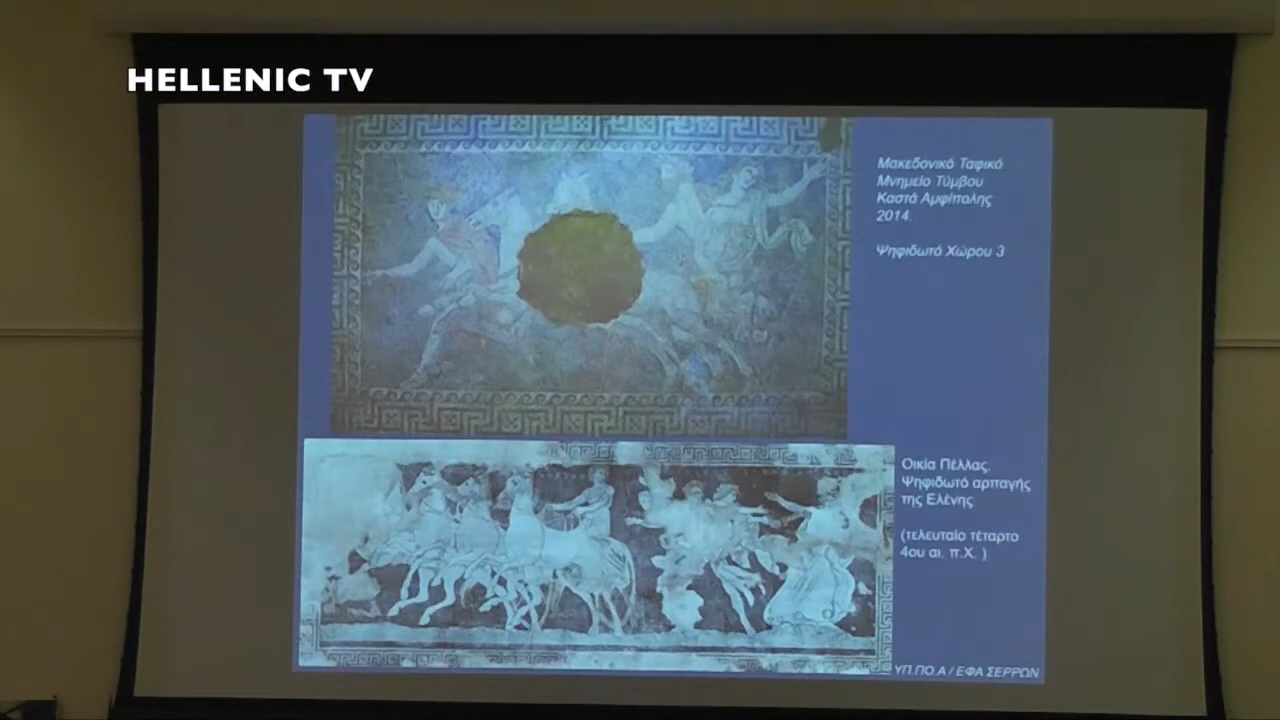 HELLENIC TV
Μακεδονικό Ταφικό
Μνημείο Τύμβου
Καστά Αμφίπολης
2014.
Ψηφιδωτό Χώρου 3
Οικία Πέλλας.
Ψηφιδωτό αρπαγής
της Ελένης
(τελευταίο τέταρτο
4ου αι. π.Χ. )
ΥΠ.ΠΟ.Α / ΕΦΑ ΣΕΡΡΩΝ